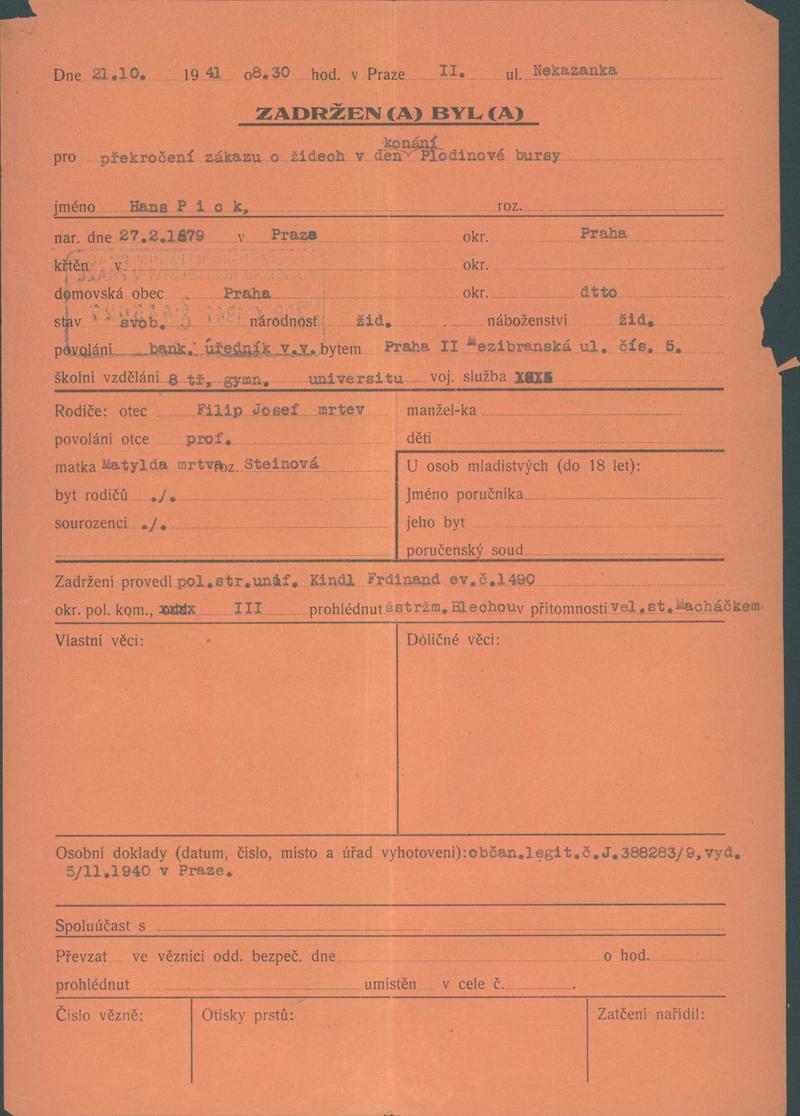 Dne 21.10. 19 41 o8.30 hod. v Praze II. ul. Nekazanka
ZADRŽEN (A) BYL (A)
konání
pro překročení zákazu o židech v den Plodinové bursy
jméno Hans P i c k, roz.
nar. dne 27.2.1879 v Praze okr. Praha
křtěn v okr.
domovská obec Praha okr. dtto
stav svob. národnost žid. náboženství žid.
povolání bank. úředník v.v. bytem Praha II Mezibranská ul. čís. 5.
školní vzdělání 8 tř, gymn. universitu voj. služba
Rodiče: otec Filip Josef mrtev
povolání otce prof.
matka Matylda mrtva roz. Steinová
byt rodičů ./.
sourozenci ./.
manžel-ka
děti
U osob mladistvých (do 18 let):
Jméno poručníka
jeho byt
poručenský soud
Zadržení provedl pol.str.unif. Kindl Frdinand ev.č.1490
okr. pol. kom., III prohlédnut šstržm. Blechou v přítomnosti vel.st.Macháčkem.
Vlastní věci: Doličné věci:
Osobní doklady (datum, číslo, místo a úřad vyhotovení): občan.legit.č.J.388283/9,vyd.
5/11.1940 v Praze.
Spoluúčast s
Převzat ve věznici odd. bezpeč. dne o hod.
prohlédnut umístěn v cele č. .
Číslo vězně: Otisky prstů: Zatčení nařídil: